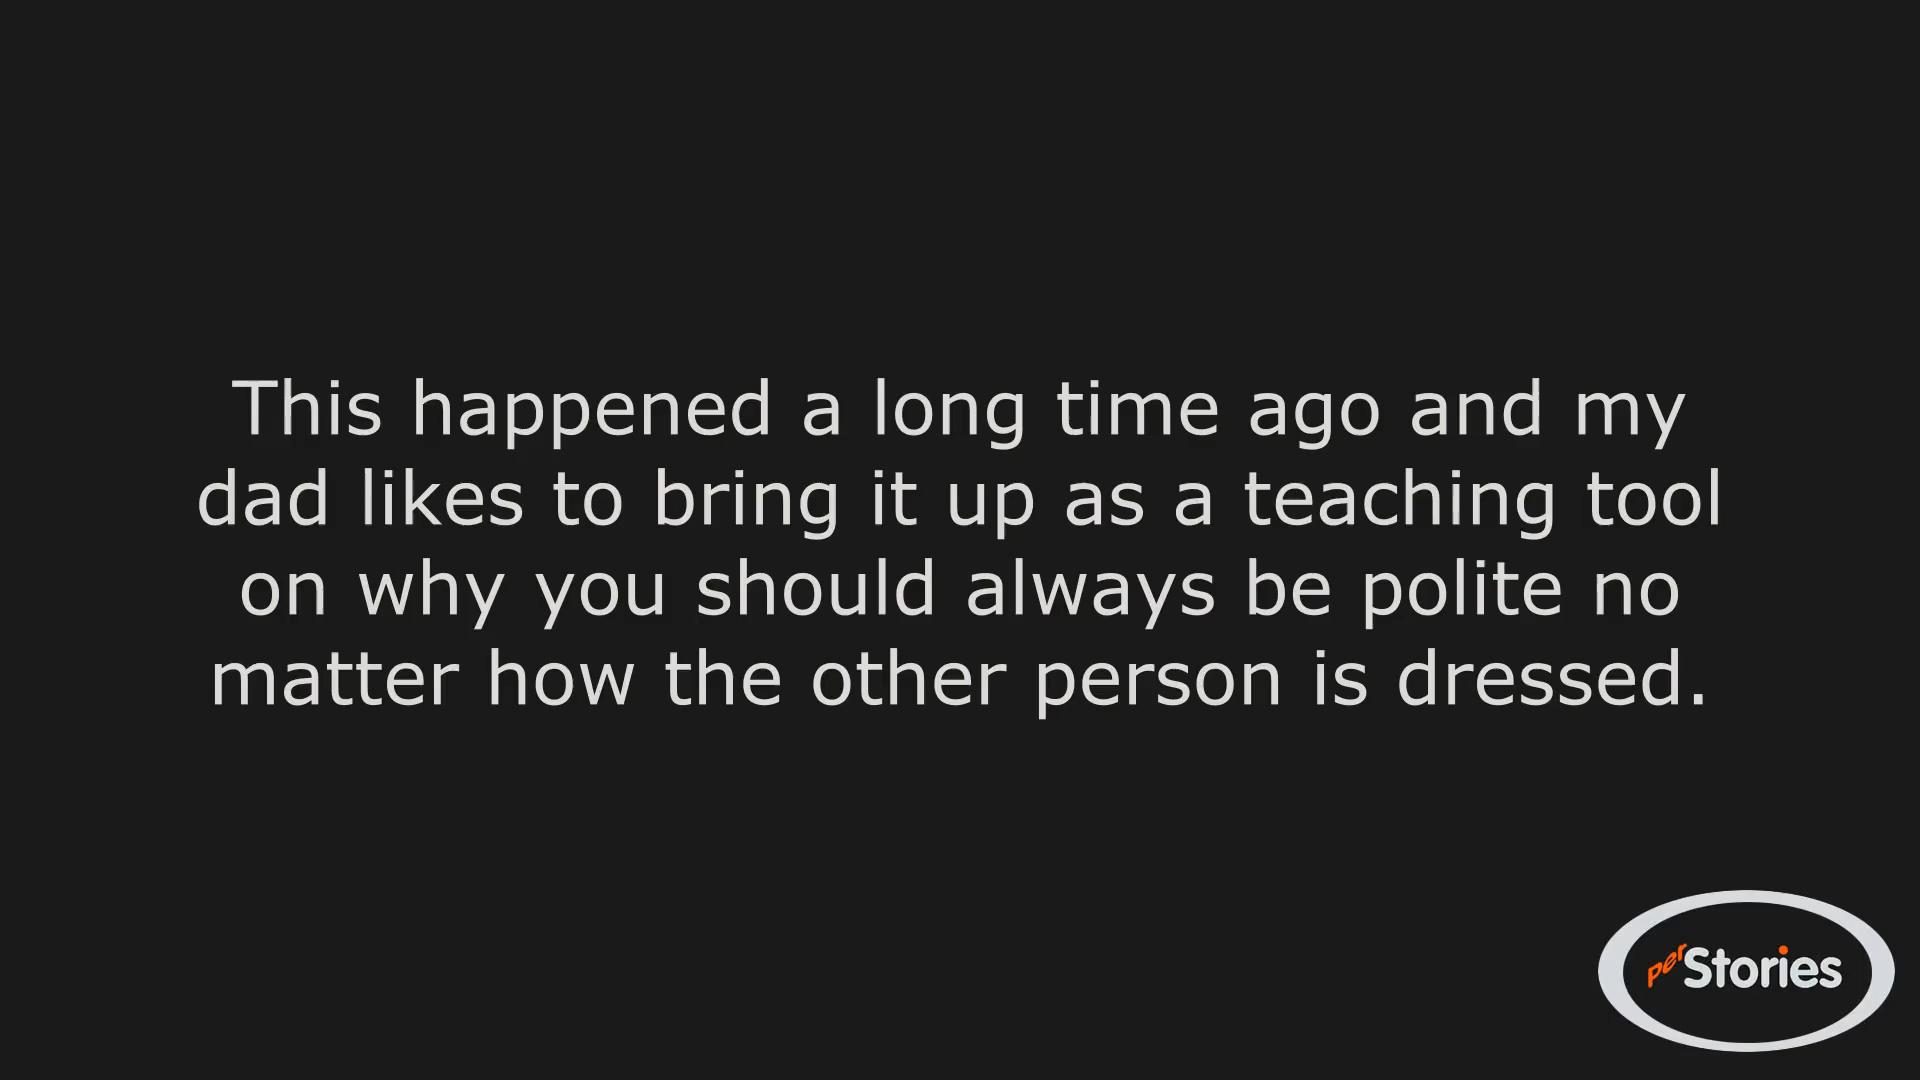 This happened a long time ago and my
dad likes to bring it up as a teaching tool
on why you should always be polite no
matter how the other person is dressed.
perStories